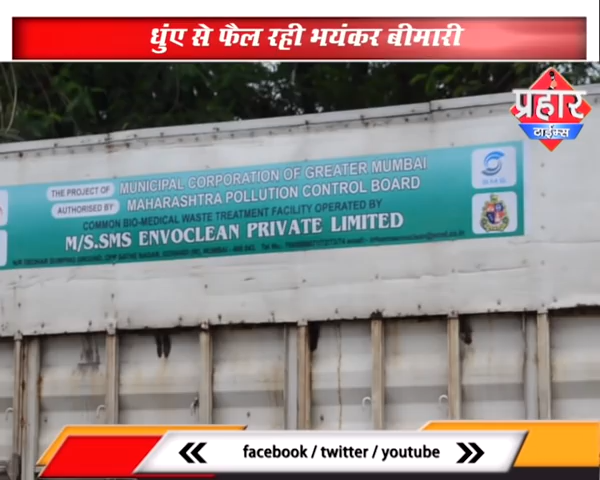 धुंए से फैल रही भयंकर बीमारी
प्रहार
टाईम्स
THE PROJECT OF MUNICIPAL CORPORATION OF GREATER MUMBAI
AUTHORISED BY MAHARASHTRA POLLUTION CONTROL BOARD
COMMON BIO-MEDICAL WASTE TREATMENT FACILITY OPERATED BY
M/S.SMS ENVOCLEAN PRIVATE LIMITED
facebook / twitter / youtube